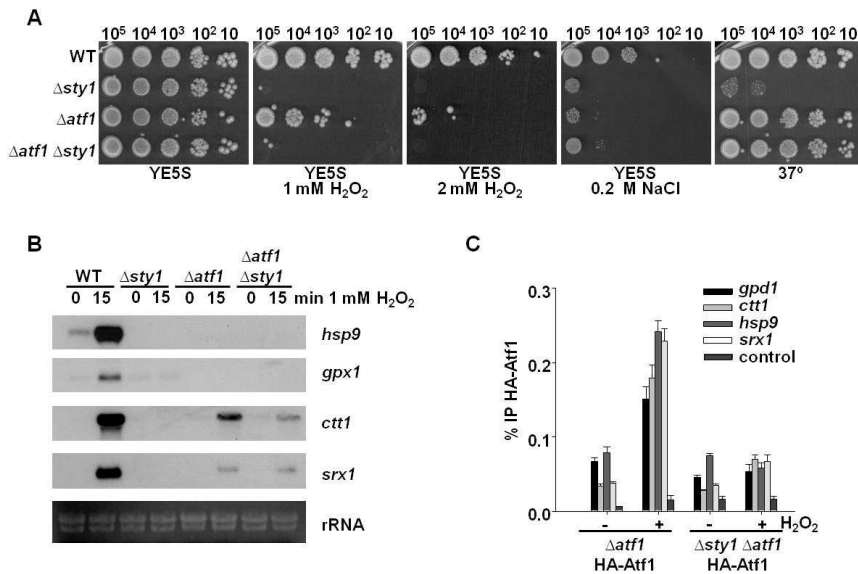 A
10⁵ 10⁴ 10³ 10² 10 10⁵ 10⁴ 10³ 10² 10 10⁵ 10⁴ 10³ 10² 10 10⁵ 10⁴ 10³ 10² 10 10⁵ 10⁴ 10³ 10² 10
WT
Δsty1
Δatf1
Δatf1 Δsty1
YE5S YE5S YE5S YE5S 37º
1 mM H₂O₂ 2 mM H₂O₂ 0.2 M NaCl
B
WT Δsty1 Δatf1 Δatf1 Δsty1
0 15 0 15 0 15 0 15 min 1 mM H₂O₂
hsp9
gpx1
ctt1
srx1
rRNA
C
gpd1
ctt1
hsp9
srx1
control
% IP HA-Atf1
0.3
0.2
0.1
0.0
- + - + H₂O₂
Δatf1 Δsty1 Δatf1
HA-Atf1 HA-Atf1